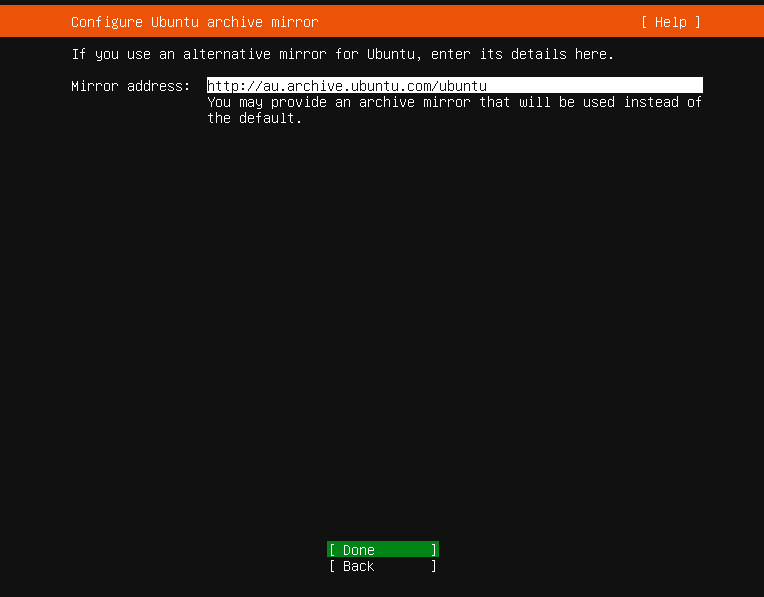 Configure Ubuntu archive mirror [ Help ]
If you use an alternative mirror for Ubuntu, enter its details here.
Mirror address: http://au.archive.ubuntu.com/ubuntu
You may provide an archive mirror that will be used instead of
the default.
[ Done ]
[ Back ]